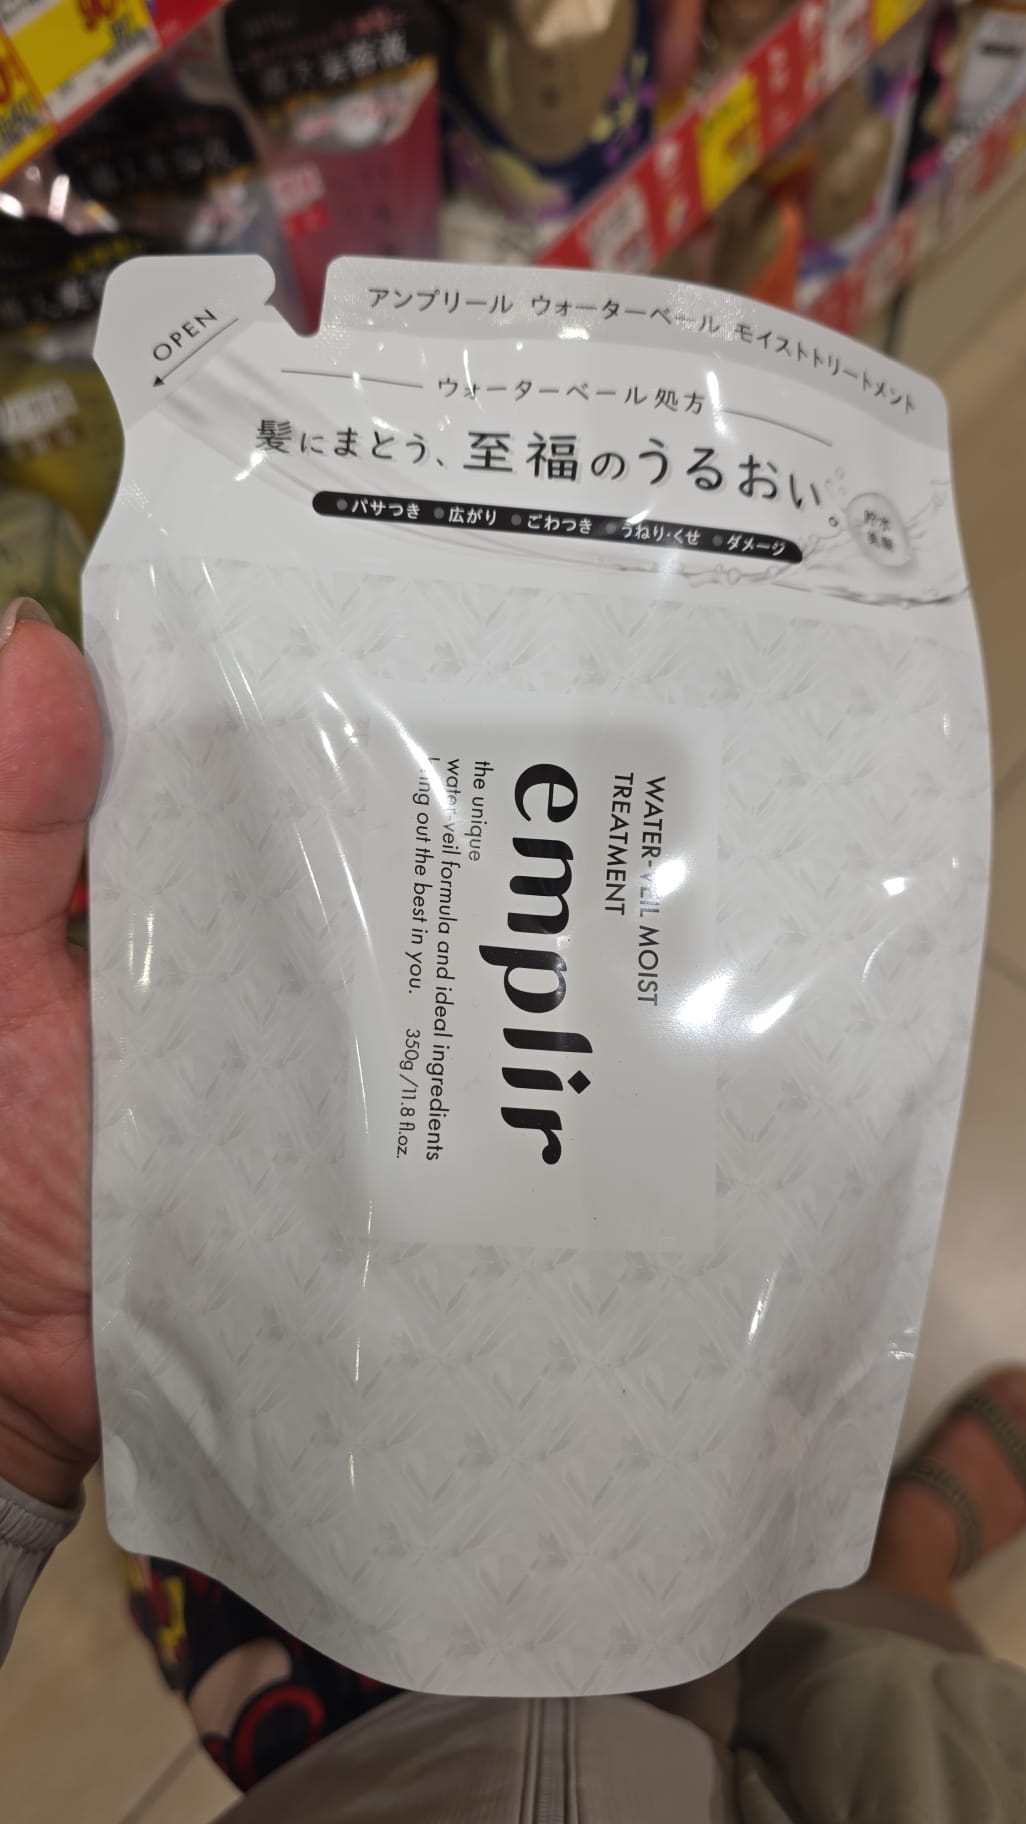 OPEN
アンプリール ウォーターベール モイストトリートメント
ウォーターベール処方
髪にまとう、至福のうるおい。
●パサつき ●広がり ●ごわつき ●うねり・くせ ●ダメージ
貯水
美髪
WATER-VEIL MOIST
TREATMENT
emplir
the unique
water-veil formula and ideal ingredients
out the best in you. 350g/11.8 fl.oz.